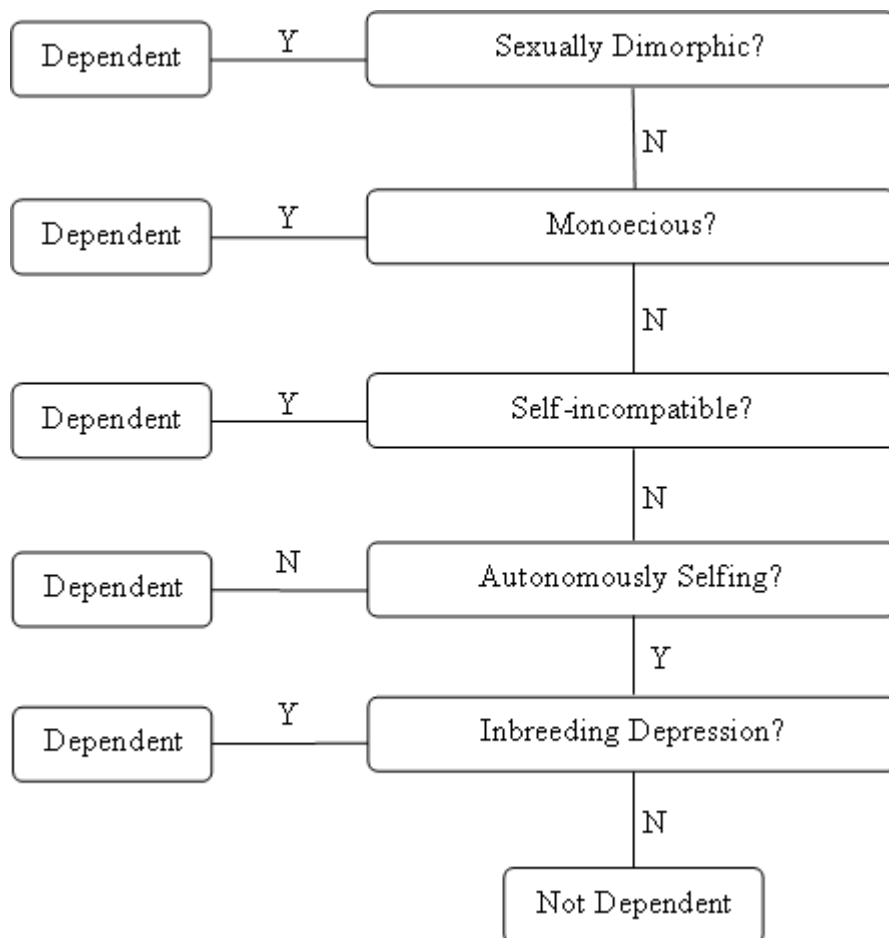 Dependent
Y
Sexually Dimorphic?
N
Dependent
Y
Monoecious?
N
Dependent
Y
Self-incompatible?
N
Dependent
N
Autonomously Selfing?
Y
Dependent
Y
Inbreeding Depression?
N
Not Dependent